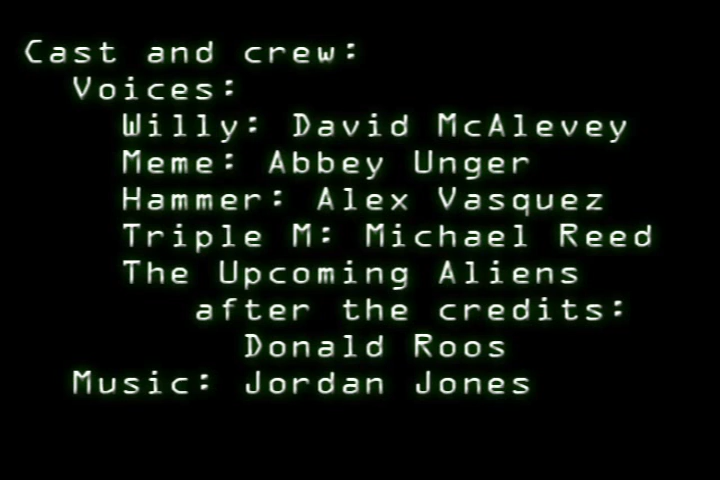 Cast and crew:
Voices:
Willy: David McAlevey
Meme: Abbey Unger
Hammer: Alex Vasquez
Triple M: Michael Reed
The Upcoming Aliens
after the credits:
Donald Roos
Music: Jordan Jones